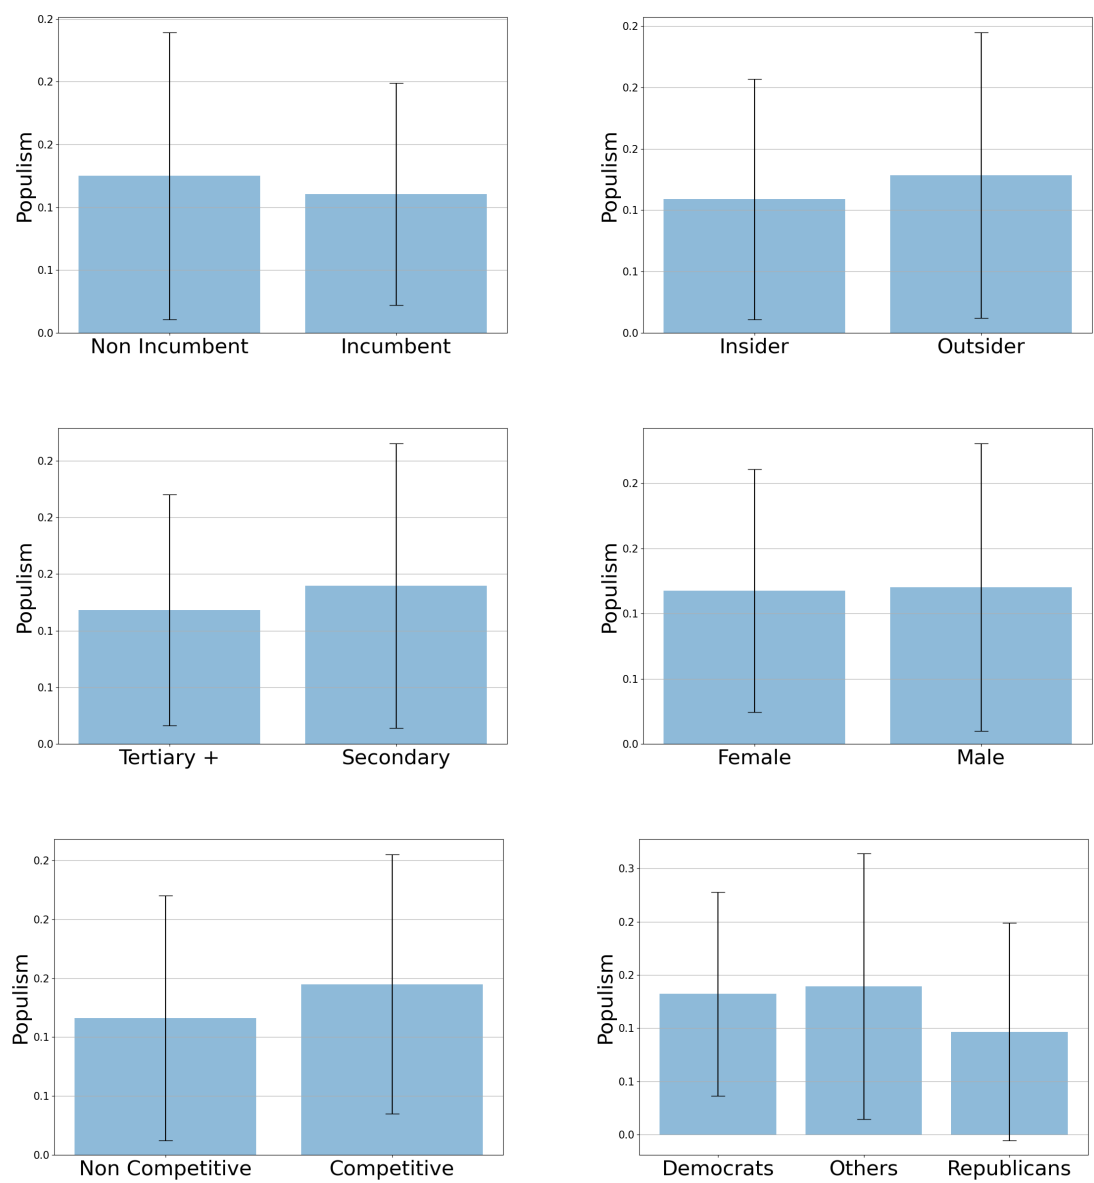 0.2
0.2
0.2
0.1
0.1
0.0
Populism
Non Incumbent
Incumbent
0.2
0.2
0.2
0.1
0.1
0.0
Populism
Insider
Outsider
0.2
0.2
0.2
0.1
0.1
0.0
Populism
Tertiary +
Secondary
0.2
0.2
0.1
0.1
0.0
Populism
Female
Male
0.2
0.2
0.2
0.1
0.1
0.0
Populism
Non Competitive
Competitive
0.3
0.2
0.2
0.1
0.1
0.0
Populism
Democrats
Others
Republicans